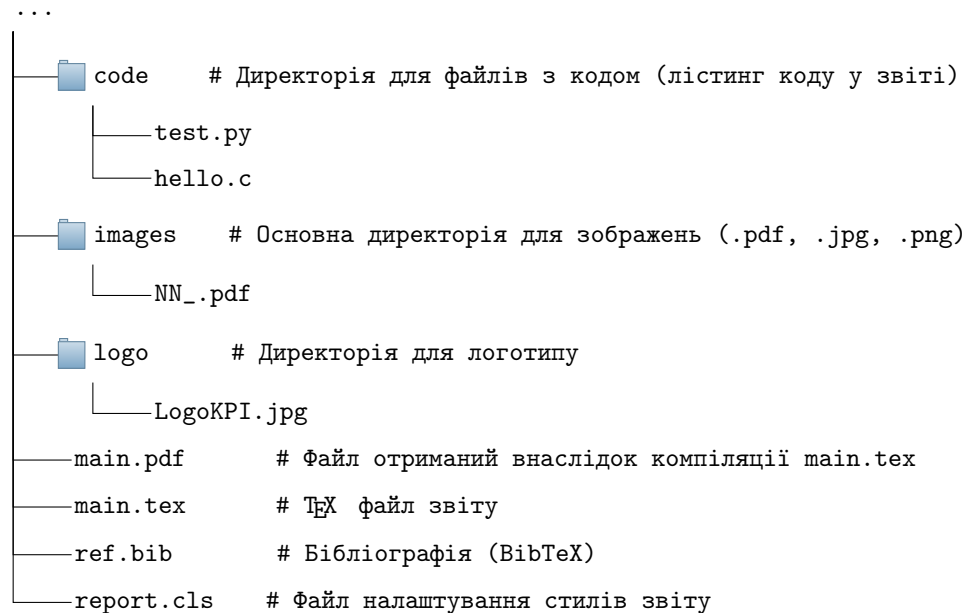 ...
code # Директорія для файлів з кодом (лістинг коду у звіті)
test.py
hello.c
images # Основна директорія для зображень (.pdf, .jpg, .png)
NN_.pdf
logo # Директорія для логотипу
LogoKPI.jpg
main.pdf # Файл отриманий внаслідок компіляції main.tex
main.tex # TEX файл звіту
ref.bib # Бібліографія (BibTeX)
report.cls # Файл налаштування стилів звіту